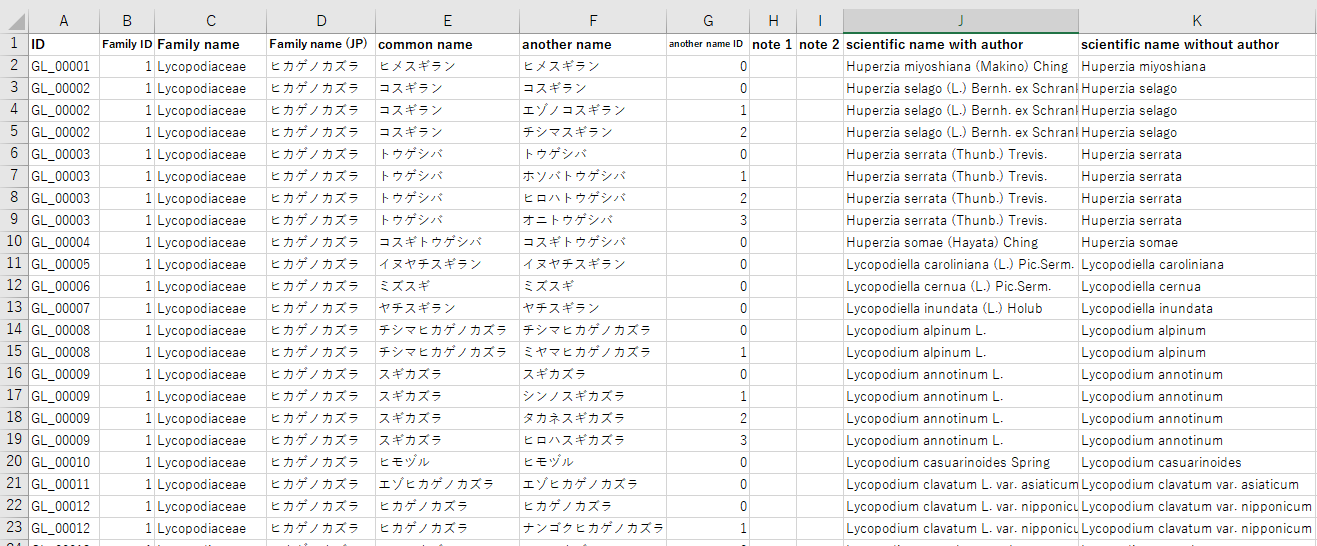 A B C D E F G H I J K
1 ID Family ID Family name Family name (JP) common name another name another name ID note 1 note 2 scientific name with author scientific name without author
2 GL_00001 1 Lycopodiaceae ヒカゲノカズラ ヒメスギラン ヒメスギラン 0 Huperzia miyoshiana (Makino) Ching Huperzia miyoshiana
3 GL_00002 1 Lycopodiaceae ヒカゲノカズラ コスギラン コスギラン 0 Huperzia selago (L.) Bernh. ex Schrank Huperzia selago
4 GL_00002 1 Lycopodiaceae ヒカゲノカズラ コスギラン エゾノコスギラン 1 Huperzia selago (L.) Bernh. ex Schrank Huperzia selago
5 GL_00002 1 Lycopodiaceae ヒカゲノカズラ コスギラン チシマスギラン 2 Huperzia selago (L.) Bernh. ex Schrank Huperzia selago
6 GL_00003 1 Lycopodiaceae ヒカゲノカズラ トウゲシバ トウゲシバ 0 Huperzia serrata (Thunb.) Trevis. Huperzia serrata
7 GL_00003 1 Lycopodiaceae ヒカゲノカズラ トウゲシバ ホソバトウゲシバ 1 Huperzia serrata (Thunb.) Trevis. Huperzia serrata
8 GL_00003 1 Lycopodiaceae ヒカゲノカズラ トウゲシバ ヒロハトウゲシバ 2 Huperzia serrata (Thunb.) Trevis. Huperzia serrata
9 GL_00003 1 Lycopodiaceae ヒカゲノカズラ トウゲシバ オニトウゲシバ 3 Huperzia serrata (Thunb.) Trevis. Huperzia serrata
10 GL_00004 1 Lycopodiaceae ヒカゲノカズラ コスギトウゲシバ コスギトウゲシバ 0 Huperzia somae (Hayata) Ching Huperzia somae
11 GL_00005 1 Lycopodiaceae ヒカゲノカズラ イヌヤチスギラン イヌヤチスギラン 0 Lycopodiella caroliniana (L.) Pic.Serm. Lycopodiella caroliniana
12 GL_00006 1 Lycopodiaceae ヒカゲノカズラ ミズスギ ミズスギ 0 Lycopodiella cernua (L.) Pic.Serm. Lycopodiella cernua
13 GL_00007 1 Lycopodiaceae ヒカゲノカズラ ヤチスギラン ヤチスギラン 0 Lycopodiella inundata (L.) Holub Lycopodiella inundata
14 GL_00008 1 Lycopodiaceae ヒカゲノカズラ チシマヒカゲノカズラ チシマヒカゲノカズラ 0 Lycopodium alpinum L. Lycopodium alpinum
15 GL_00008 1 Lycopodiaceae ヒカゲノカズラ チシマヒカゲノカズラ ミヤマヒカゲノカズラ 1 Lycopodium alpinum L. Lycopodium alpinum
16 GL_00009 1 Lycopodiaceae ヒカゲノカズラ スギカズラ スギカズラ 0 Lycopodium annotinum L. Lycopodium annotinum
17 GL_00009 1 Lycopodiaceae ヒカゲノカズラ スギカズラ シンノスギカズラ 1 Lycopodium annotinum L. Lycopodium annotinum
18 GL_00009 1 Lycopodiaceae ヒカゲノカズラ スギカズラ タカネスギカズラ 2 Lycopodium annotinum L. Lycopodium annotinum
19 GL_00009 1 Lycopodiaceae ヒカゲノカズラ スギカズラ ヒロハスギカズラ 3 Lycopodium annotinum L. Lycopodium annotinum
20 GL_00010 1 Lycopodiaceae ヒカゲノカズラ ヒモヅル ヒモヅル 0 Lycopodium casuarinoides Spring Lycopodium casuarinoides
21 GL_00011 1 Lycopodiaceae ヒカゲノカズラ エゾヒカゲノカズラ エゾヒカゲノカズラ 0 Lycopodium clavatum L. var. asiaticum Lycopodium clavatum var. asiaticum
22 GL_00012 1 Lycopodiaceae ヒカゲノカズラ ヒカゲノカズラ ヒカゲノカズラ 0 Lycopodium clavatum L. var. nipponicu Lycopodium clavatum var. nipponicum
23 GL_00012 1 Lycopodiaceae ヒカゲノカズラ ヒカゲノカズラ ナンゴクヒカゲノカズラ 1 Lycopodium clavatum L. var. nipponicu Lycopodium clavatum var. nipponicum